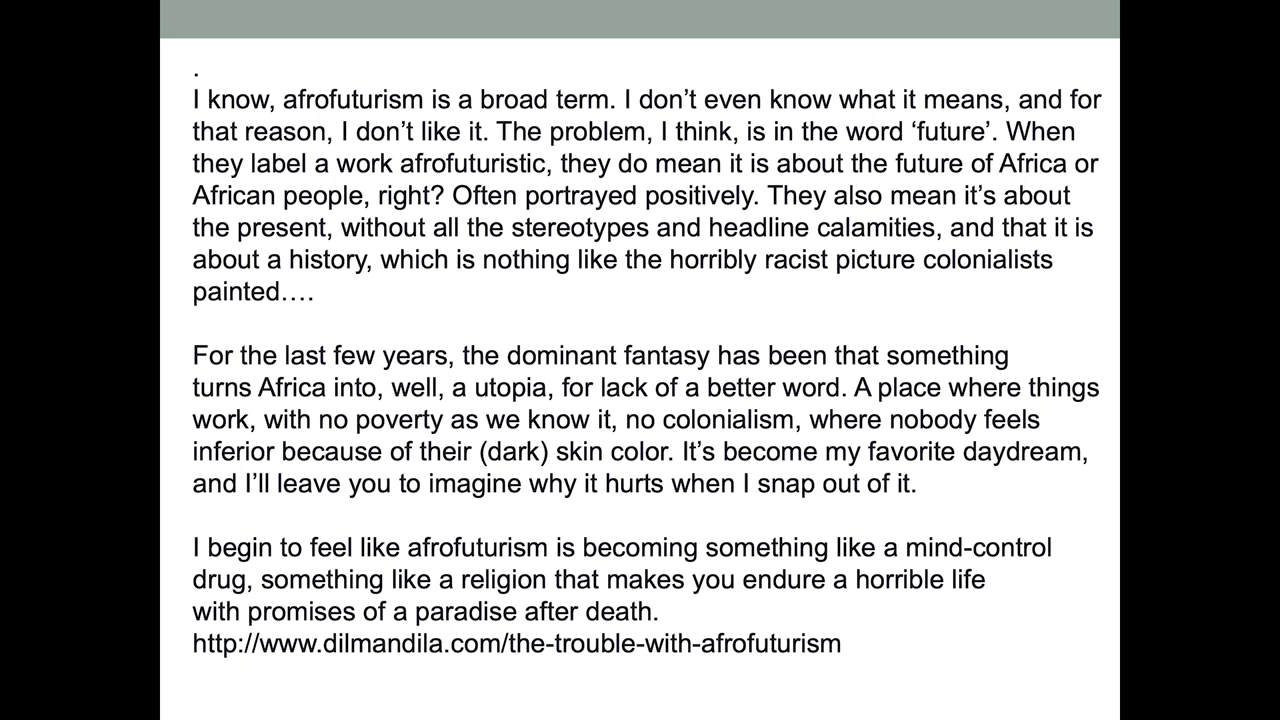 .
I know, afrofuturism is a broad term. I don’t even know what it means, and for
that reason, I don’t like it. The problem, I think, is in the word ‘future’. When
they label a work afrofuturistic, they do mean it is about the future of Africa or
African people, right? Often portrayed positively. They also mean it’s about
the present, without all the stereotypes and headline calamities, and that it is
about a history, which is nothing like the horribly racist picture colonialists
painted….
For the last few years, the dominant fantasy has been that something
turns Africa into, well, a utopia, for lack of a better word. A place where things
work, with no poverty as we know it, no colonialism, where nobody feels
inferior because of their (dark) skin color. It’s become my favorite daydream,
and I’ll leave you to imagine why it hurts when I snap out of it.
I begin to feel like afrofuturism is becoming something like a mind-control
drug, something like a religion that makes you endure a horrible life
with promises of a paradise after death.
http://www.dilmandila.com/the-trouble-with-afrofuturism